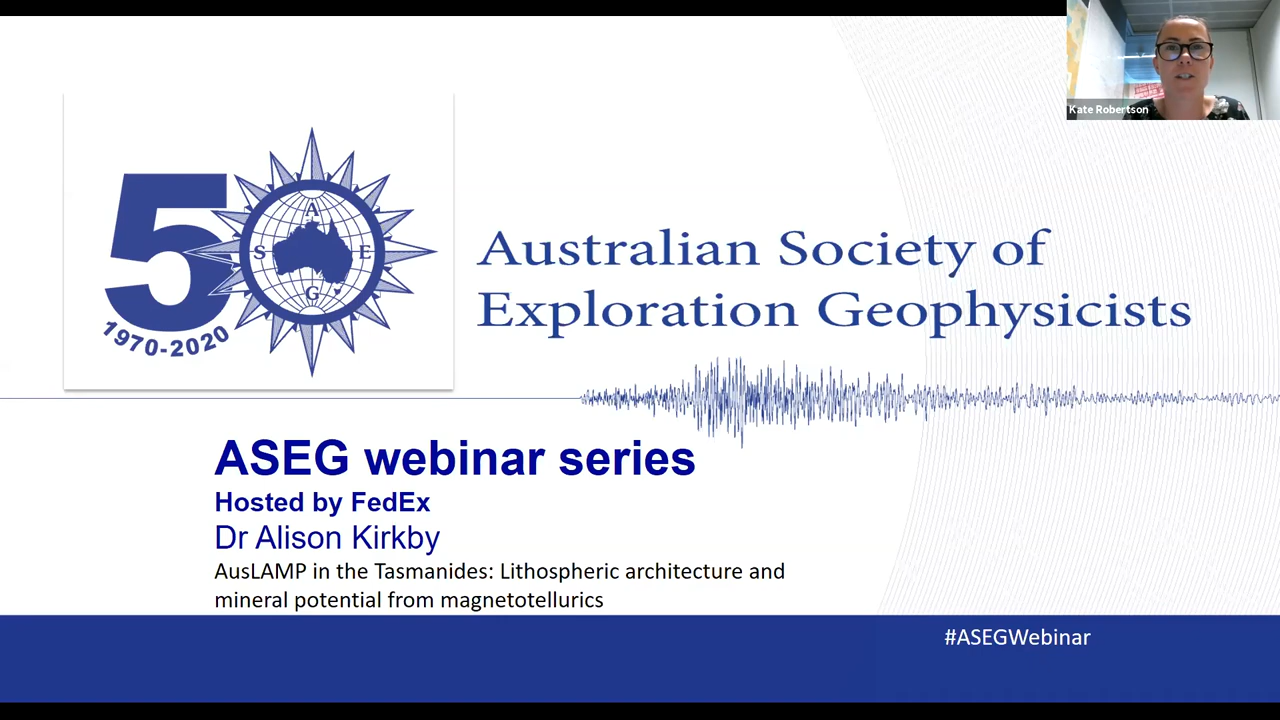 Kate Robertson
50
1970-2020
A
S E
G
Australian Society of
Exploration Geophysicists
ASEG webinar series
Hosted by FedEx
Dr Alison Kirkby
AusLAMP in the Tasmanides: Lithospheric architecture and
mineral potential from magnetotellurics
#ASEGWebinar